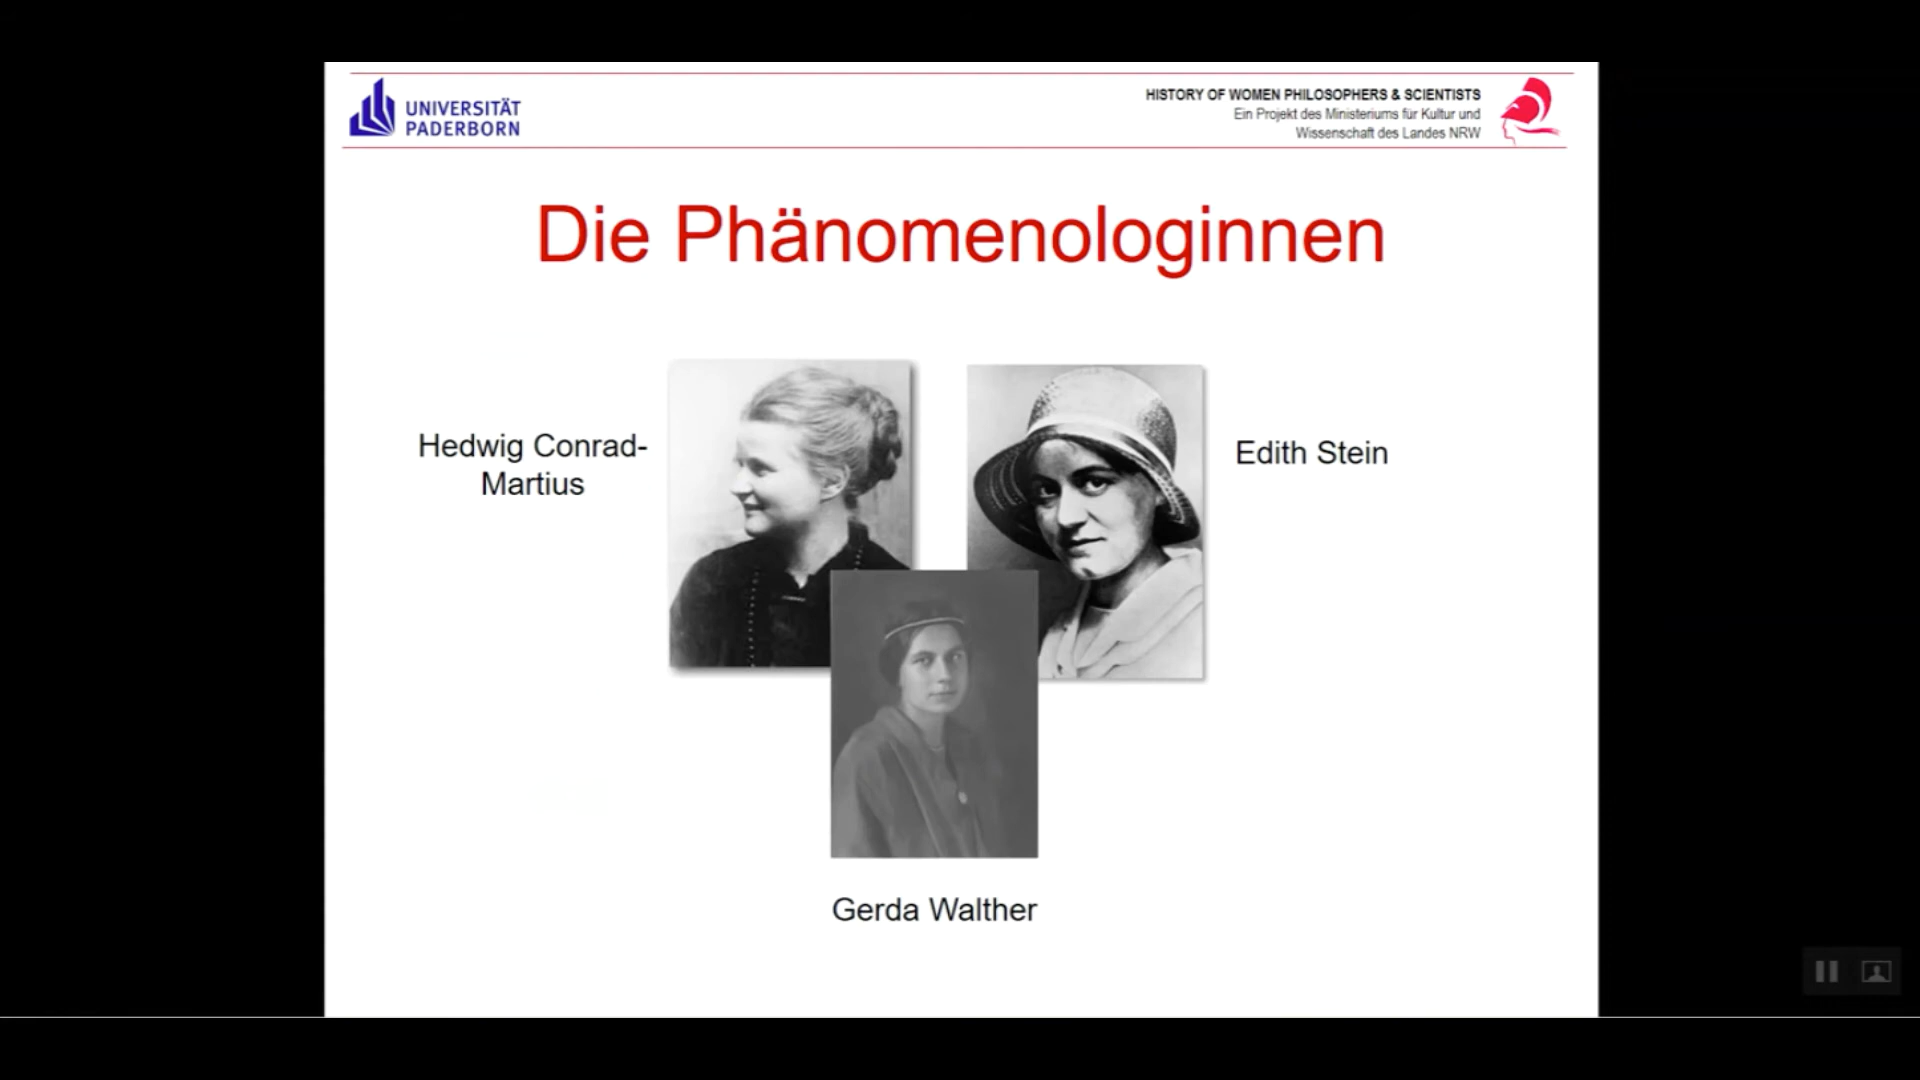 UNIVERSITÄT
PADERBORN
HISTORY OF WOMEN PHILOSOPHERS & SCIENTISTS
Ein Projekt des Ministeriums für Kultur und
Wissenschaft des Landes NRW
Die Phänomenologinnen
Hedwig Conrad-
Martius
Edith Stein
Gerda Walther